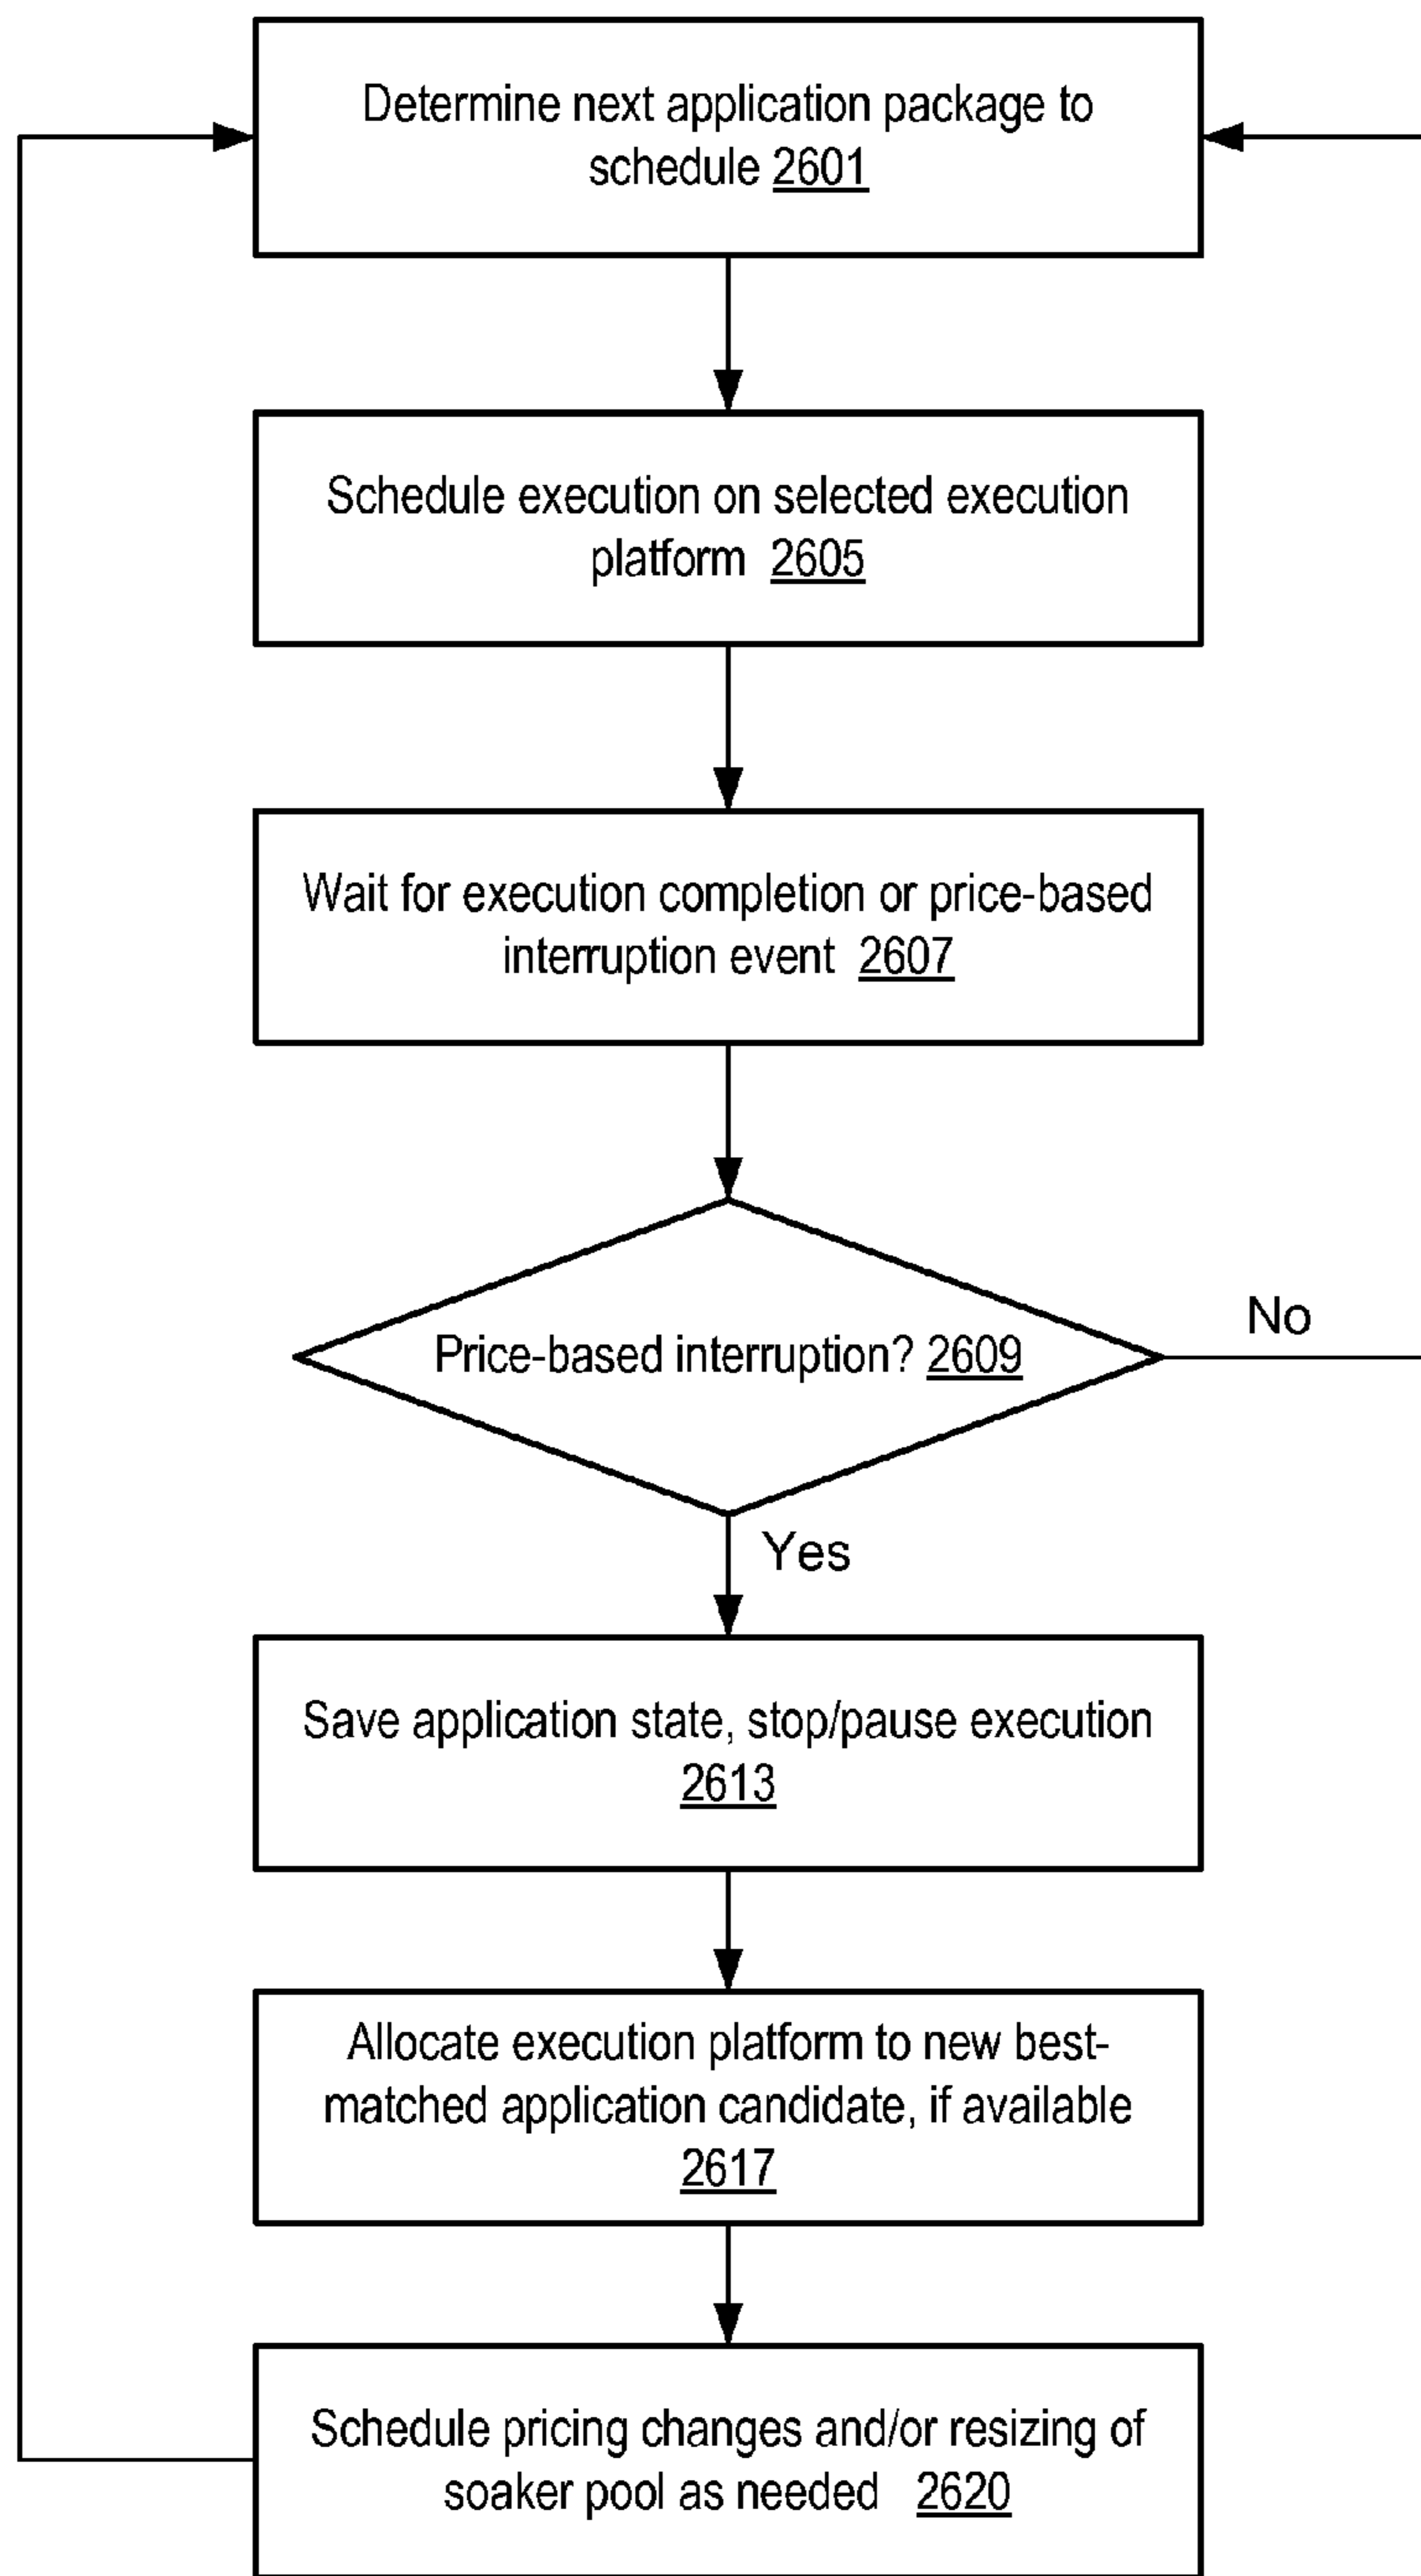 Determine next application package to
schedule 2601
Schedule execution on selected execution
platform 2605
Wait for execution completion or price-based
interruption event 2607
Price-based interruption? 2609
No
Yes
Save application state, stop/pause execution
2613
Allocate execution platform to new best-
matched application candidate, if available
2617
Schedule pricing changes and/or resizing of
soaker pool as needed 2620